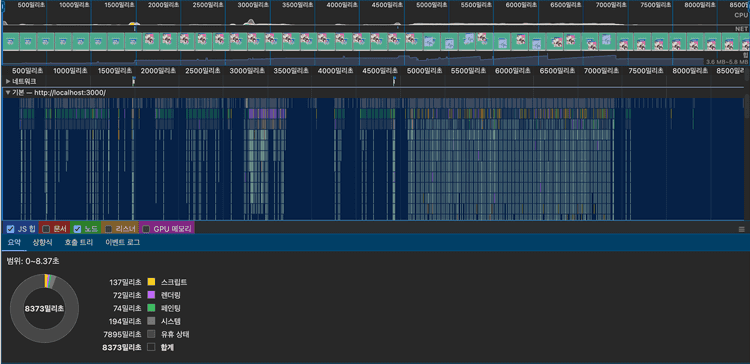 500밀리초 1000밀리초 1500밀리초 2000밀리초 2500밀리초 3000밀리초 3500밀리초 4000밀리초 4500밀리초 5000밀리초 5500밀리초 6000밀리초 6500밀리초 7000밀리초 7500밀리초 8000밀리초 8500밀리초
CPU
NET
힙
3.6 MB–5.8 MB
500밀리초 1000밀리초 1500밀리초 2000밀리초 2500밀리초 3000밀리초 3500밀리초 4000밀리초 4500밀리초 5000밀리초 5500밀리초 6000밀리초 6500밀리초 7000밀리초 7500밀리초 8000밀리초 8500밀리
▶ 네트워크
▼ 기본 — http://localhost:3000/
JS 힙 문서 노드 리스너 GPU 메모리
요약 상향식 호출 트리 이벤트 로그
범위: 0~8.37초
8373밀리초
137밀리초 스크립트
72밀리초 렌더링
74밀리초 페인팅
194밀리초 시스템
7895밀리초 유휴 상태
8373밀리초 합계